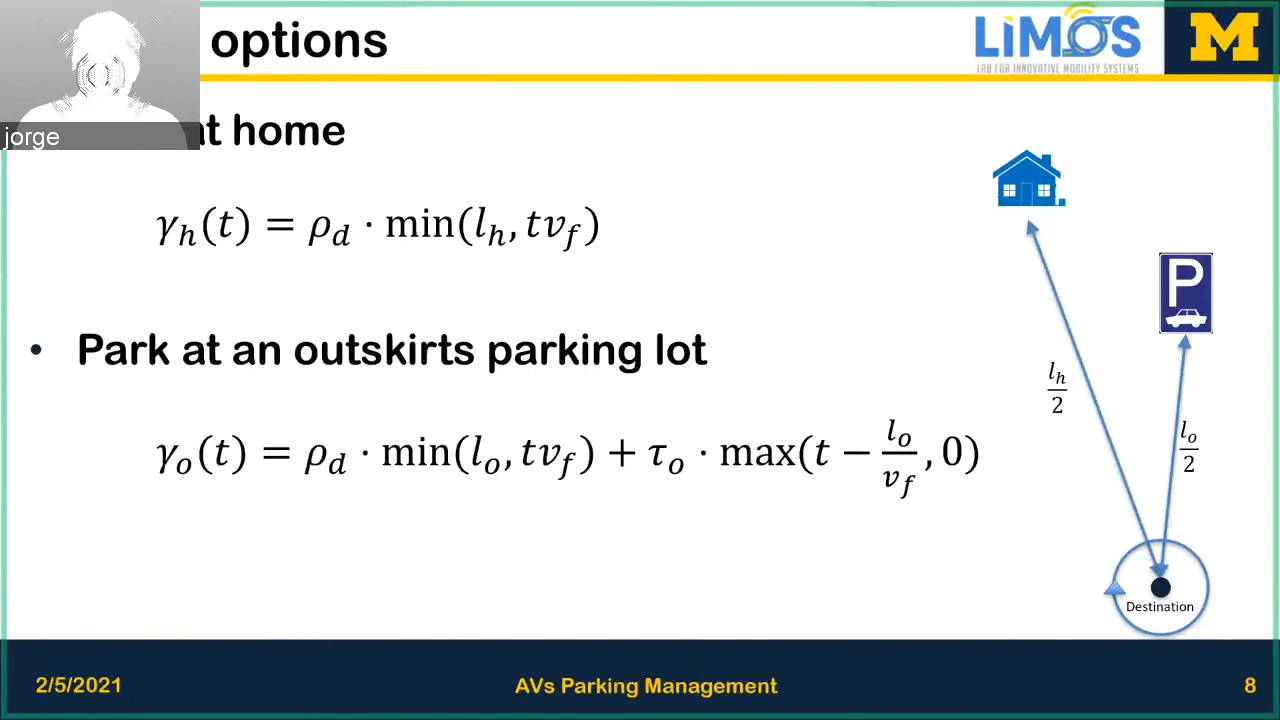 options
LiMOS
LAB FOR INNOVATIVE MOBILITY SYSTEMS
M
jorge
at home
γ_h(t) = ρ_d · min(l_h, tv_f)
P
• Park at an outskirts parking lot
l_h/2
γ_o(t) = ρ_d · min(l_o, tv_f) + τ_o · max(t − l_o/v_f, 0)
l_o/2
Destination
2/5/2021
AVs Parking Management
8